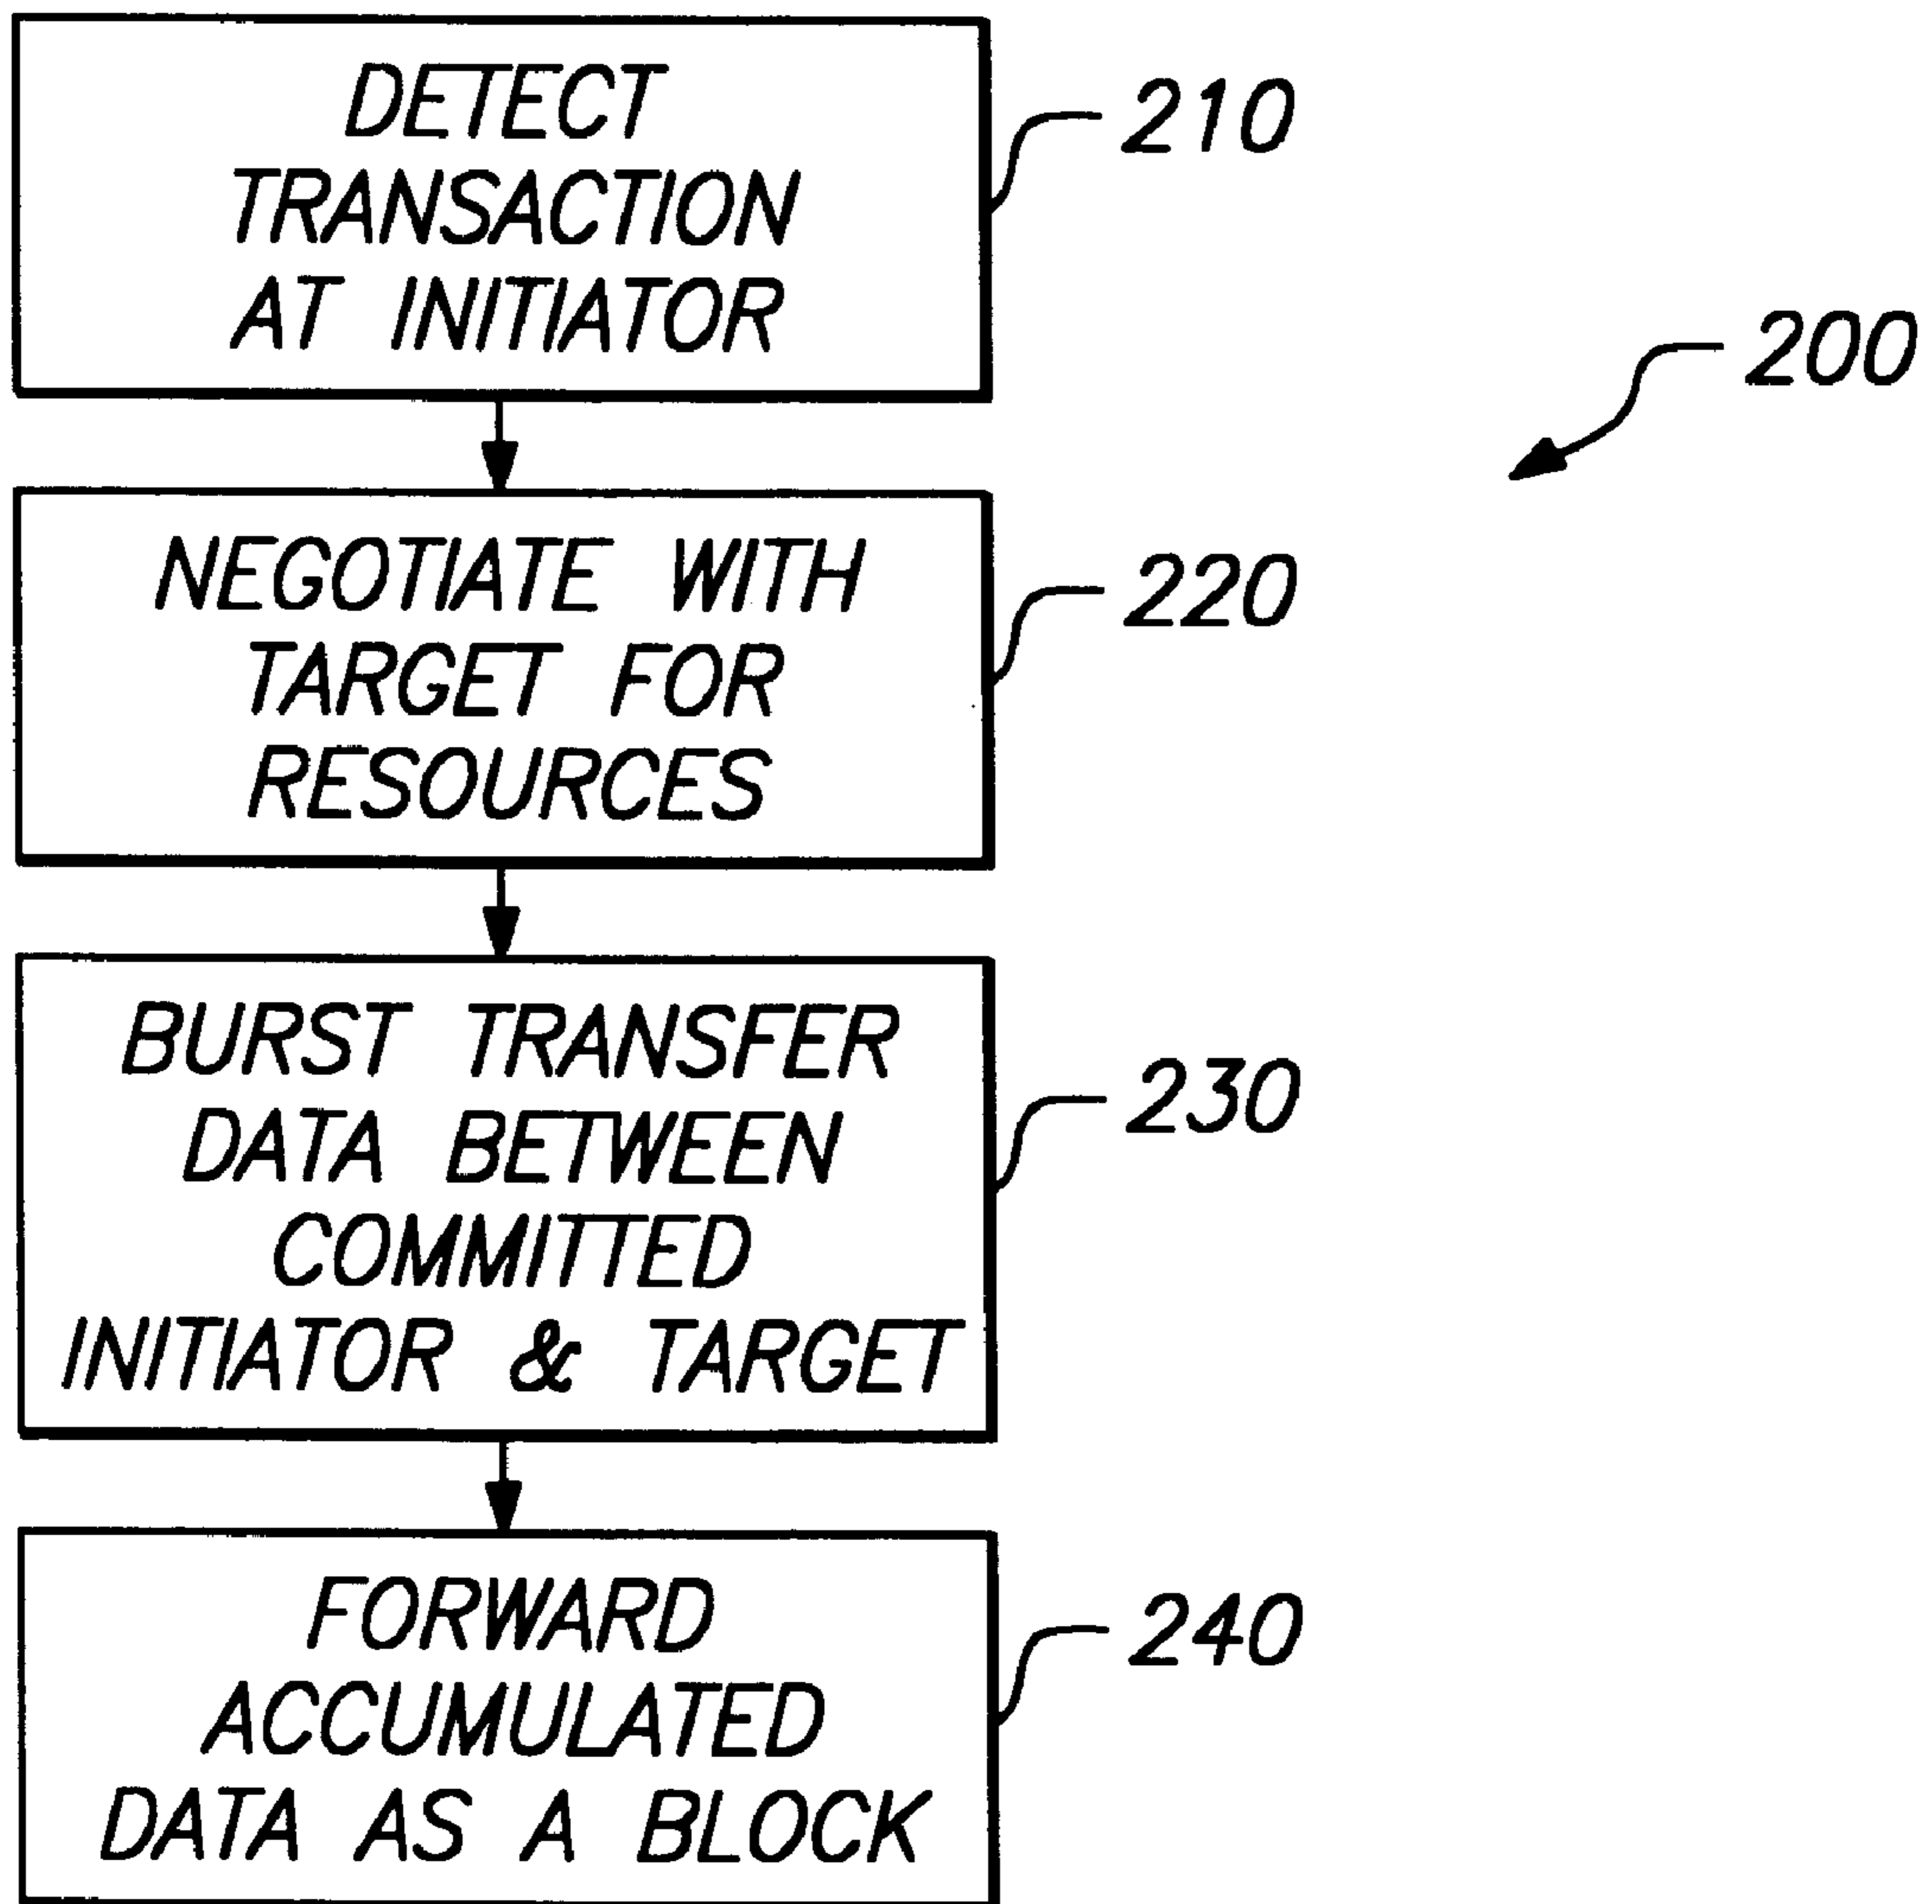 DETECT
TRANSACTION
AT INITIATOR
210
200
NEGOTIATE WITH
TARGET FOR
RESOURCES
220
BURST TRANSFER
DATA BETWEEN
COMMITTED
INITIATOR & TARGET
230
FORWARD
ACCUMULATED
DATA AS A BLOCK
240